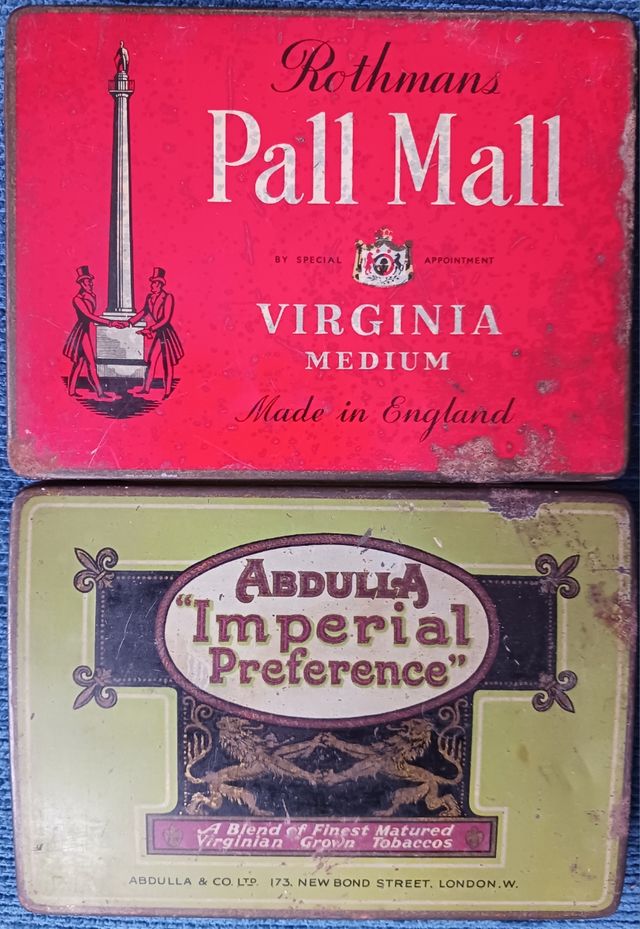 Rothmans
Pall Mall
BY SPECIAL APPOINTMENT
VIRGINIA
MEDIUM
Made in England
ABDULLA
"Imperial
Preference"
A Blend of Finest Matured
Virginian Grown Tobaccos
ABDULLA & CO. LTD. 173, NEW BOND STREET, LONDON.W.